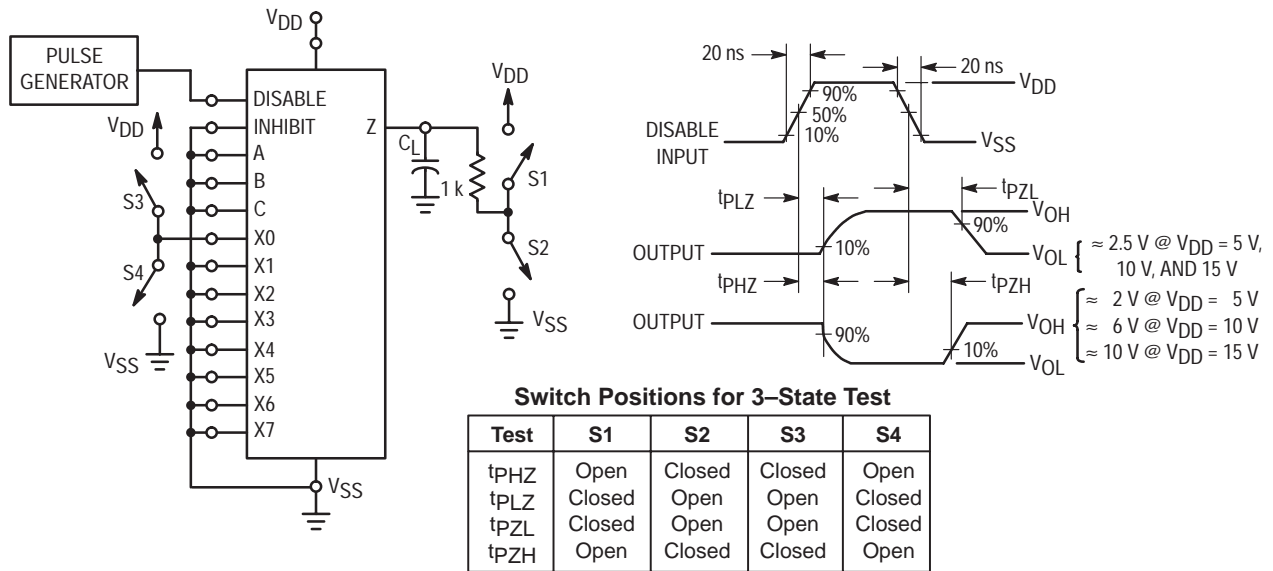 VDD
PULSE
GENERATOR
VDD
DISABLE
INHIBIT
A
B
C
X0
X1
X2
X3
X4
X5
X6
X7
Z
S3
S4
VSS
VSS
CL
1 k
VDD
S1
S2
VSS
20 ns
20 ns
VDD
90%
50%
10%
DISABLE
INPUT
VSS
tPLZ
tPZL
VOH
90%
10%
OUTPUT
VOL
≈ 2.5 V @ VDD = 5 V,
10 V, AND 15 V
tPHZ
tPZH
OUTPUT
VOH
≈ 2 V @ VDD = 5 V
90%
≈ 6 V @ VDD = 10 V
10%
≈ 10 V @ VDD = 15 V
VOL
Switch Positions for 3–State Test
Test S1 S2 S3 S4
tPHZ Open Closed Closed Open
tPLZ Closed Open Open Closed
tPZL Closed Open Open Closed
tPZH Open Closed Closed Open